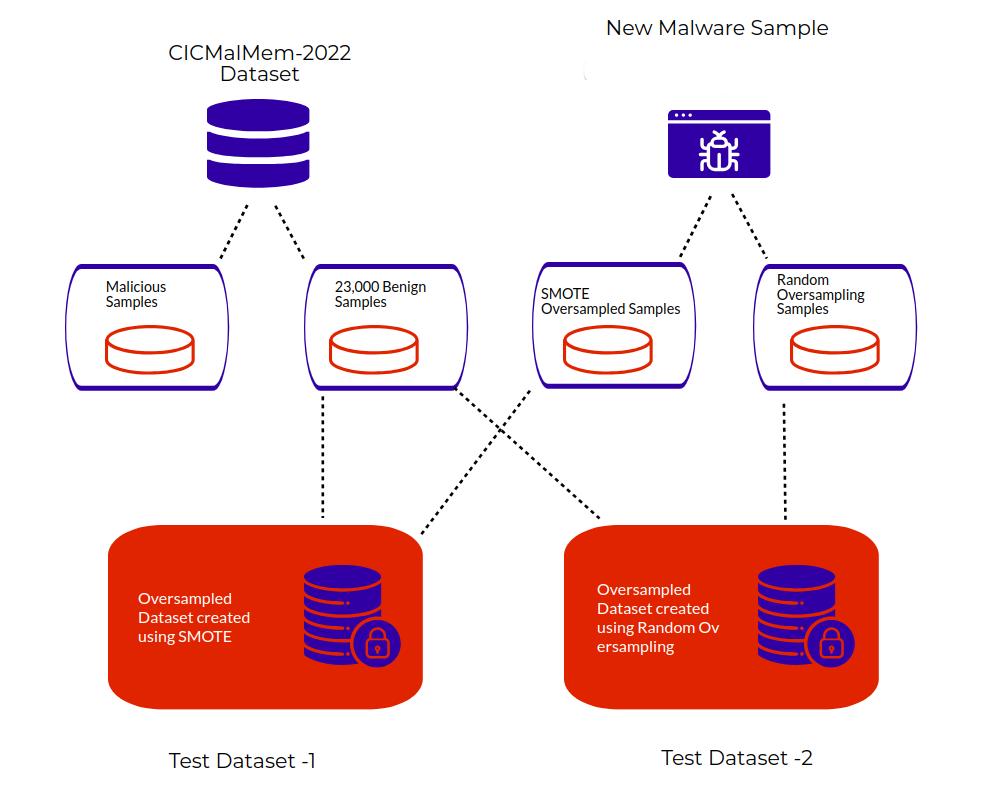 New Malware Sample
CICMalMem-2022
Dataset
Malicious
Samples
23,000 Benign
Samples
SMOTE
Oversampled Samples
Random
Oversampling
Samples
Oversampled
Dataset created
using SMOTE
Oversampled
Dataset created
using Random Ov
ersampling
Test Dataset -1
Test Dataset -2